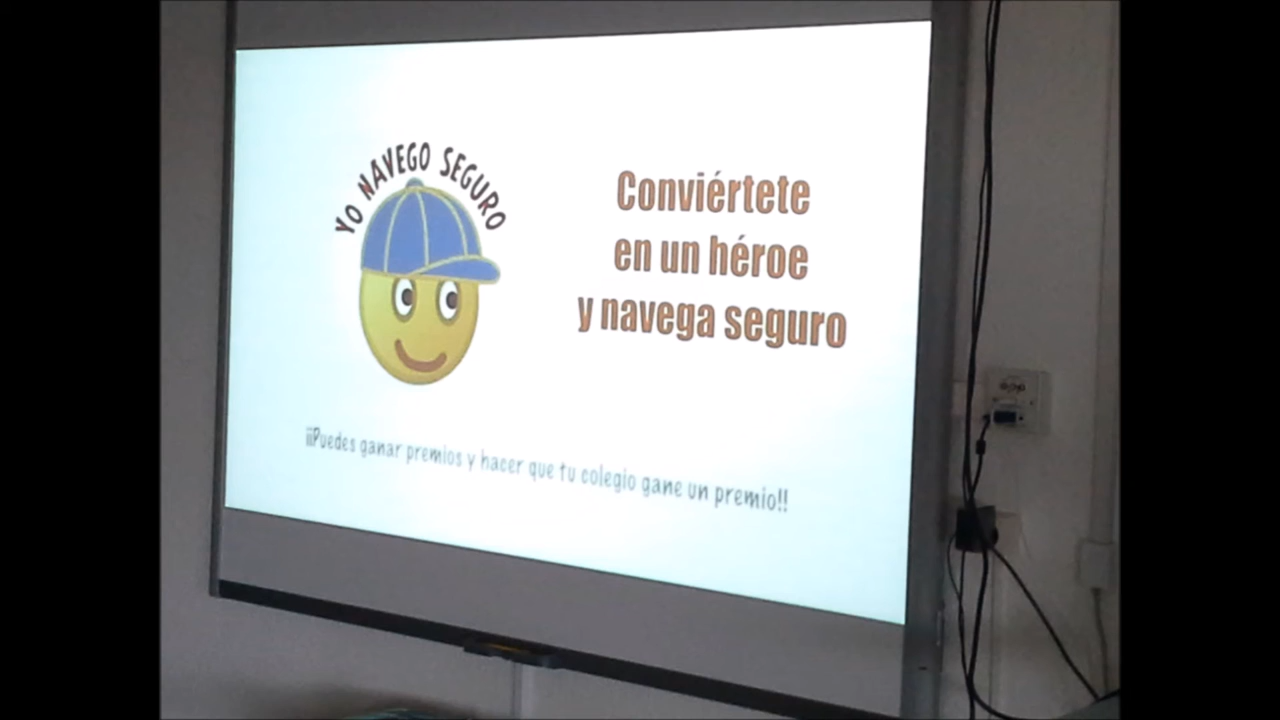 YO NAVEGO SEGURO
Conviértete
en un héroe
y navega seguro
¡¡Puedes ganar premios y hacer que tu colegio gane un premio!!